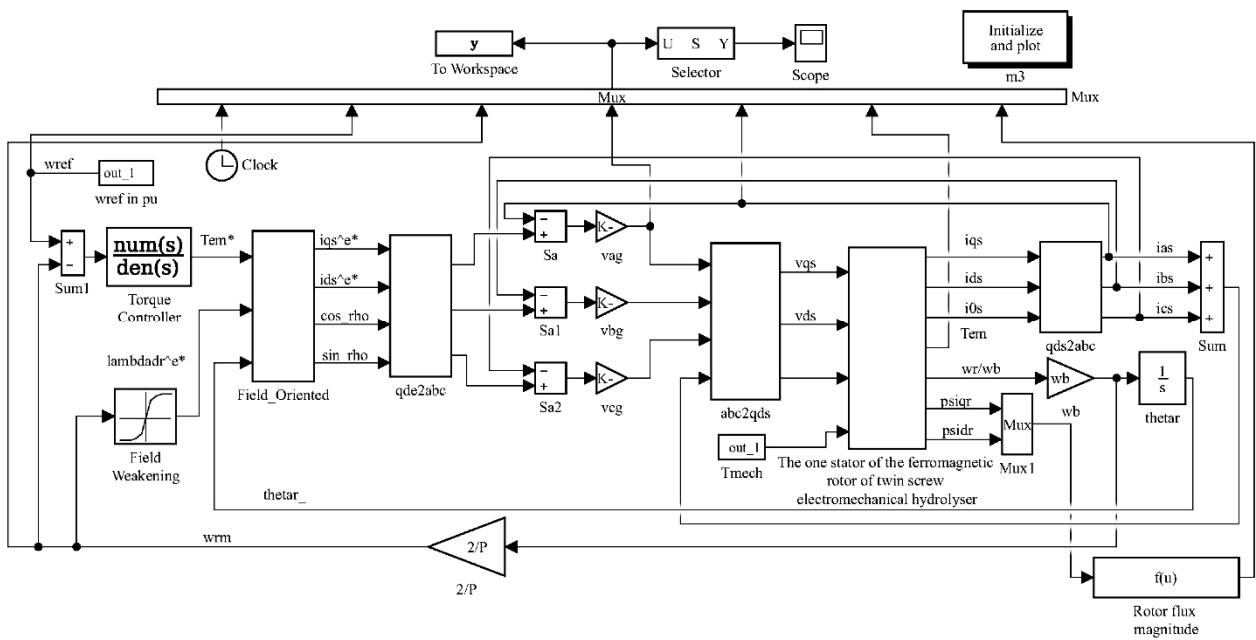 Initialize
and plot
m3
y
To Workspace
U S Y
Selector
Scope
Mux
Mux
wref
out_1
wref in pu
Clock
+
−
Sum1
num(s)
den(s)
Torque
Controller
Tem*
lambdadr^e*
Field
Weakening
Field_Oriented
iqs^e*
ids^e*
cos_rho
sin_rho
qde2abc
−
+
Sa
K-
vag
−
+
Sa1
K-
vbg
−
+
Sa2
K-
vcg
abc2qds
vqs
vds
out_1
Tmech
The one stator of the ferromagnetic
rotor of twin screw
electromechanical hydrolyser
iqs
ids
i0s
Tem
wr/wb
psiqr
psidr
qds2abc
ias
ibs
ics
+
+
+
Sum
wb
wb
1
s
thetar
Mux
Mux1
thetar_
wrm
2/P
2/P
f(u)
Rotor flux
magnitude